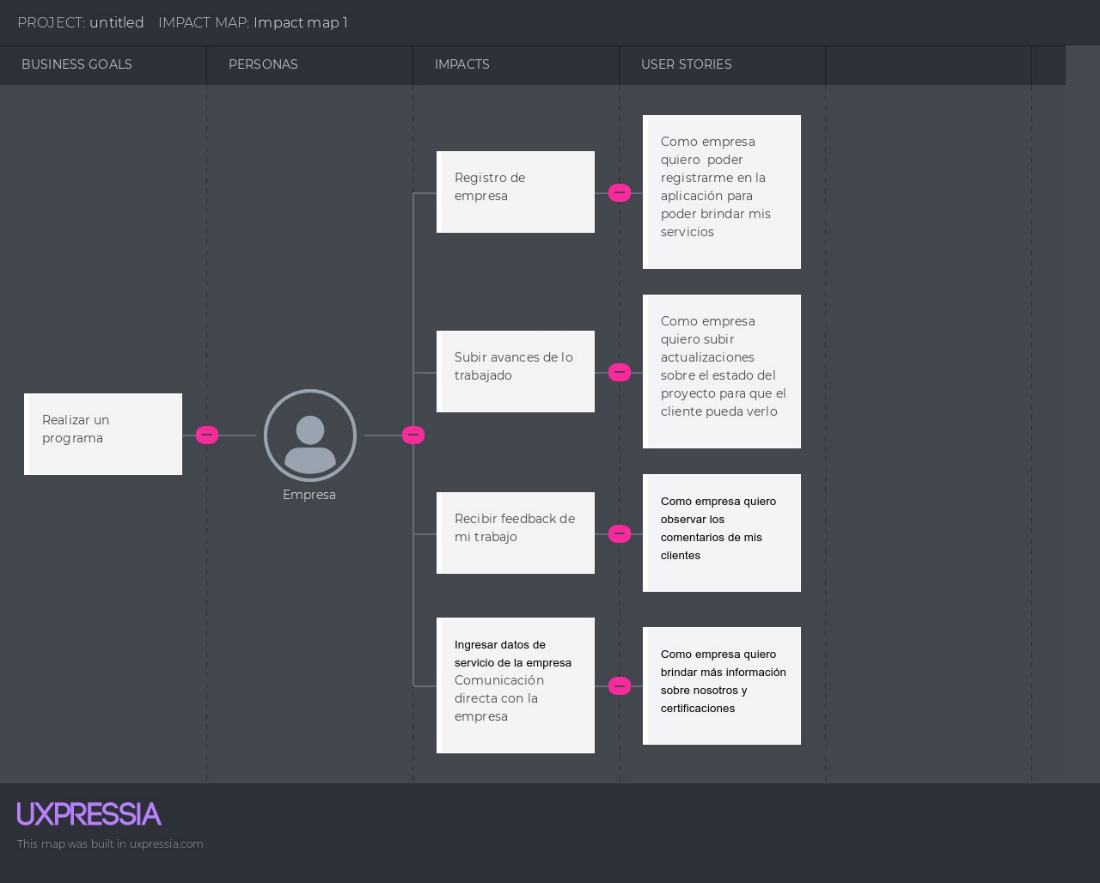 PROJECT: untitled IMPACT MAP: Impact map 1
BUSINESS GOALS
PERSONAS
IMPACTS
USER STORIES
Realizar un
programa
Empresa
Registro de
empresa
Como empresa
quiero poder
registrarme en la
aplicación para
poder brindar mis
servicios
Subir avances de lo
trabajado
Como empresa
quiero subir
actualizaciones
sobre el estado del
proyecto para que el
cliente pueda verlo
Recibir feedback de
mi trabajo
Como empresa quiero
observar los
comentarios de mis
clientes
Ingresar datos de
servicio de la empresa
Comunicación
directa con la
empresa
Como empresa quiero
brindar más información
sobre nosotros y
certificaciones
UXPRESSIA
This map was built in uxpressia.com